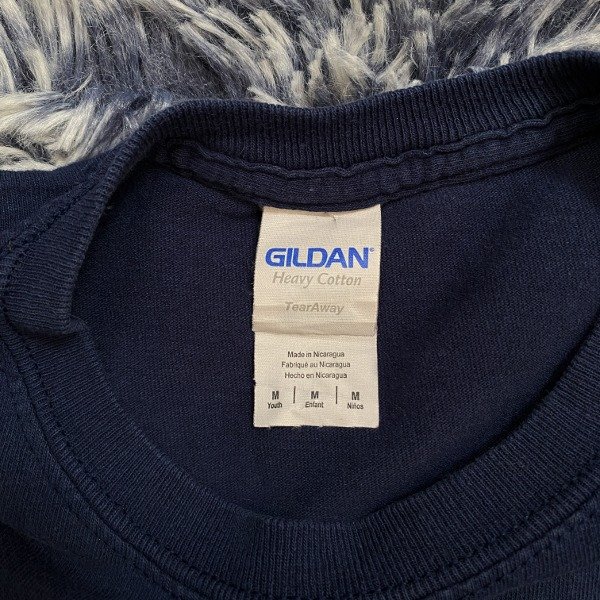 GILDAN®
Heavy Cotton
TearAway
Made in Nicaragua
Fabriqué au Nicaragua
Hecho en Nicaragua
M | M | M
Youth | Enfant | Niños